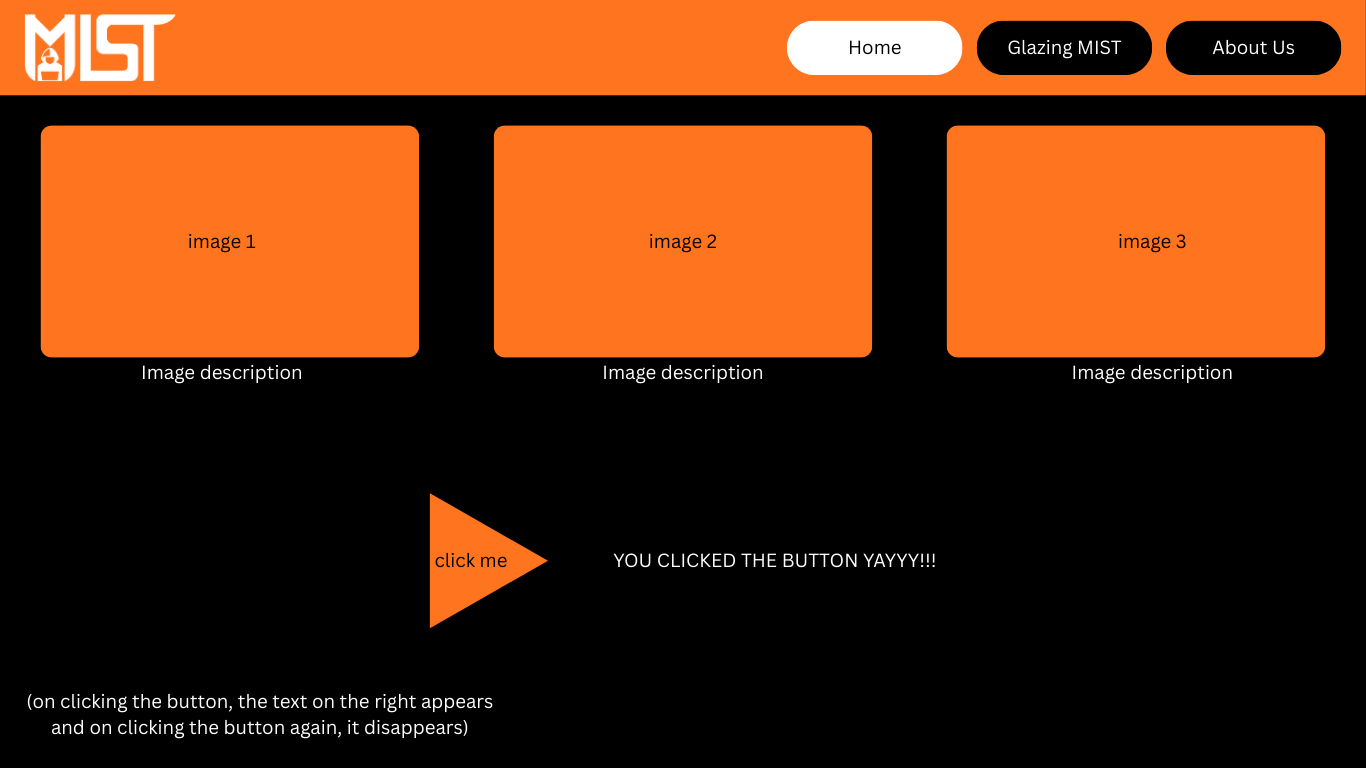 MIST
Home
Glazing MIST
About Us
image 1
image 2
image 3
Image description
Image description
Image description
click me
YOU CLICKED THE BUTTON YAYYY!!!
(on clicking the button, the text on the right appears
and on clicking the button again, it disappears)